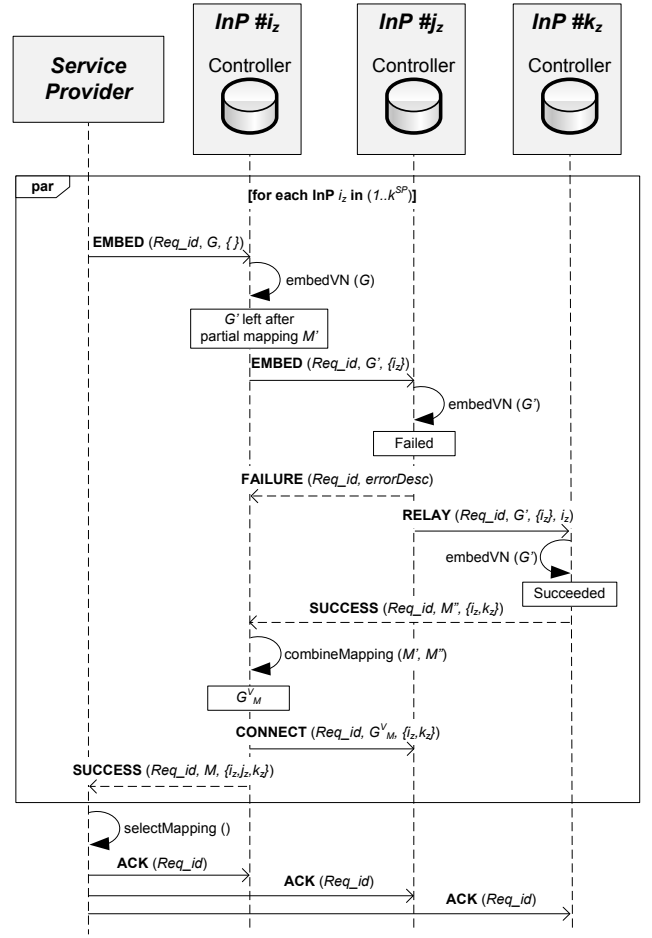 InP #iz
InP #jz
InP #kz
Service Provider
Controller
Controller
Controller
par
[for each InP iz in (1..k^SP)]
EMBED (Req_id, G, { })
embedVN (G)
G' left after
partial mapping M'
EMBED (Req_id, G', {iz})
embedVN (G')
Failed
FAILURE (Req_id, errorDesc)
RELAY (Req_id, G', {iz}, iz)
embedVN (G')
Succeeded
SUCCESS (Req_id, M", {iz,kz})
combineMapping (M', M")
G^V_M
CONNECT (Req_id, G^V_M, {iz,kz})
SUCCESS (Req_id, M, {iz,jz,kz})
selectMapping ()
ACK (Req_id)
ACK (Req_id)
ACK (Req_id)